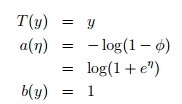 T(y) = y
a(η) = − log(1 − ϕ)
= log(1 + e^η)
b(y) = 1